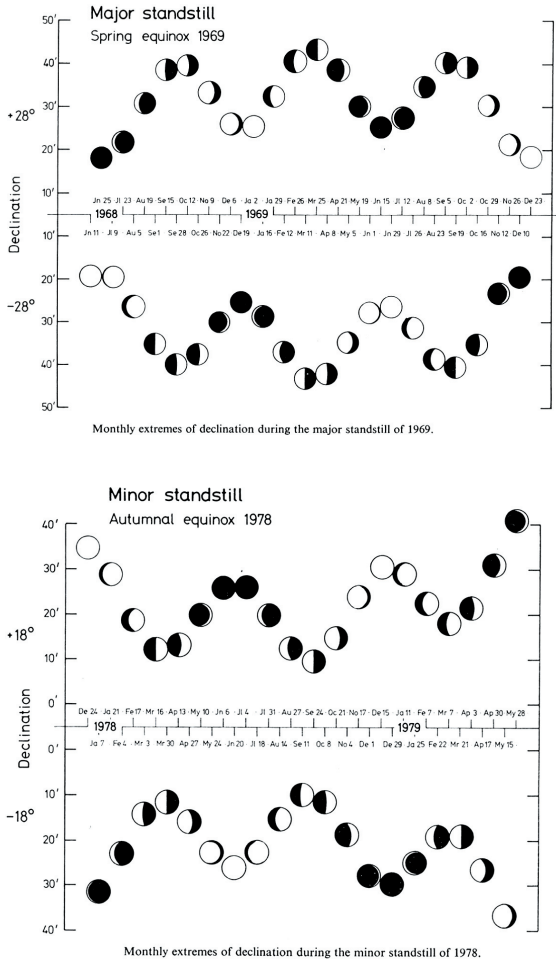 Major standstill
Spring equinox 1969
50′
40′
30′
20′
10′
+28°
Jn 25 · Jl 23 · Au 19 · Se 15 · Oc 12 · No 9 · De 6 · Ja 2 · Ja 29 · Fe 26 · Mr 25 · Ap 21 · My 19 · Jn 15 · Jl 12 · Au 8 · Se 5 · Oc 2 · Oc 29 · No 26 · De 23
1968
1969
Declination
Jn 11 · Jl 9 · Au 5 · Se 1 · Se 28 · Oc 26 · No 22 · De 19 · Ja 16 · Fe 12 · Mr 11 · Ap 8 · My 5 · Jn 1 · Jn 29 · Jl 26 · Au 23 · Se 19 · Oc 16 · No 12 · De 10
10′
20′
-28°
30′
40′
50′
Monthly extremes of declination during the major standstill of 1969.
Minor standstill
Autumnal equinox 1978
40′
30′
20′
+18°
10′
0′
De 24 · Ja 21 · Fe 17 · Mr 16 · Ap 13 · My 10 · Jn 6 · Jl 4 · Jl 31 · Au 27 · Se 24 · Oc 21 · No 17 · De 15 · Ja 11 · Fe 7 · Mr 7 · Ap 3 · Ap 30 · My 28
1978
1979
Declination
Ja 7 · Fe 4 · Mr 3 · Mr 30 · Ap 27 · My 24 · Jn 20 · Jl 18 · Au 14 · Se 11 · Oc 8 · No 4 · De 1 · De 29 · Ja 25 · Fe 22 · Mr 21 · Ap 17 · My 15 ·
0′
10′
-18°
20′
30′
40′
Monthly extremes of declination during the minor standstill of 1978.